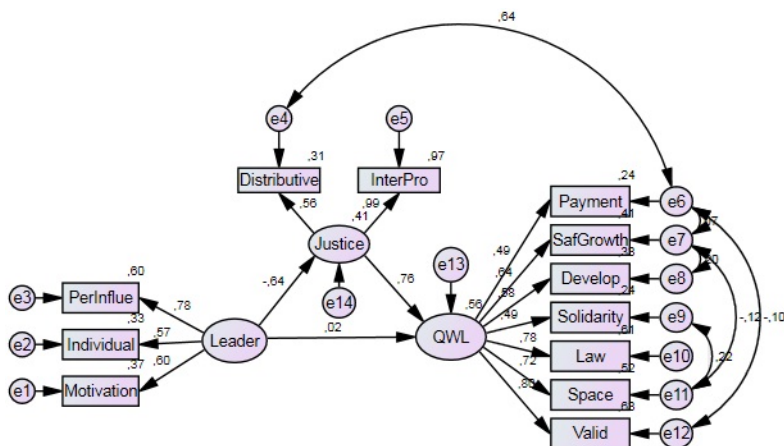 ,64
e4
e5
,31
,97
Distributive
InterPro
,56
,99
,41
Justice
e14
-,64
,76
e13
,02
,56
QWL
,60
e3
PerInflue
,78
,33
e2
Individual
,57
Leader
,37
e1
Motivation
,60
,24
Payment
e6
,49
,41
SafGrowth
e7
,64
Develop
e8
,58
,24
Solidarity
e9
,49
,61
Law
e10
,78
,52
Space
e11
,72
Valid
e12
,80
-,12
-,10
,22